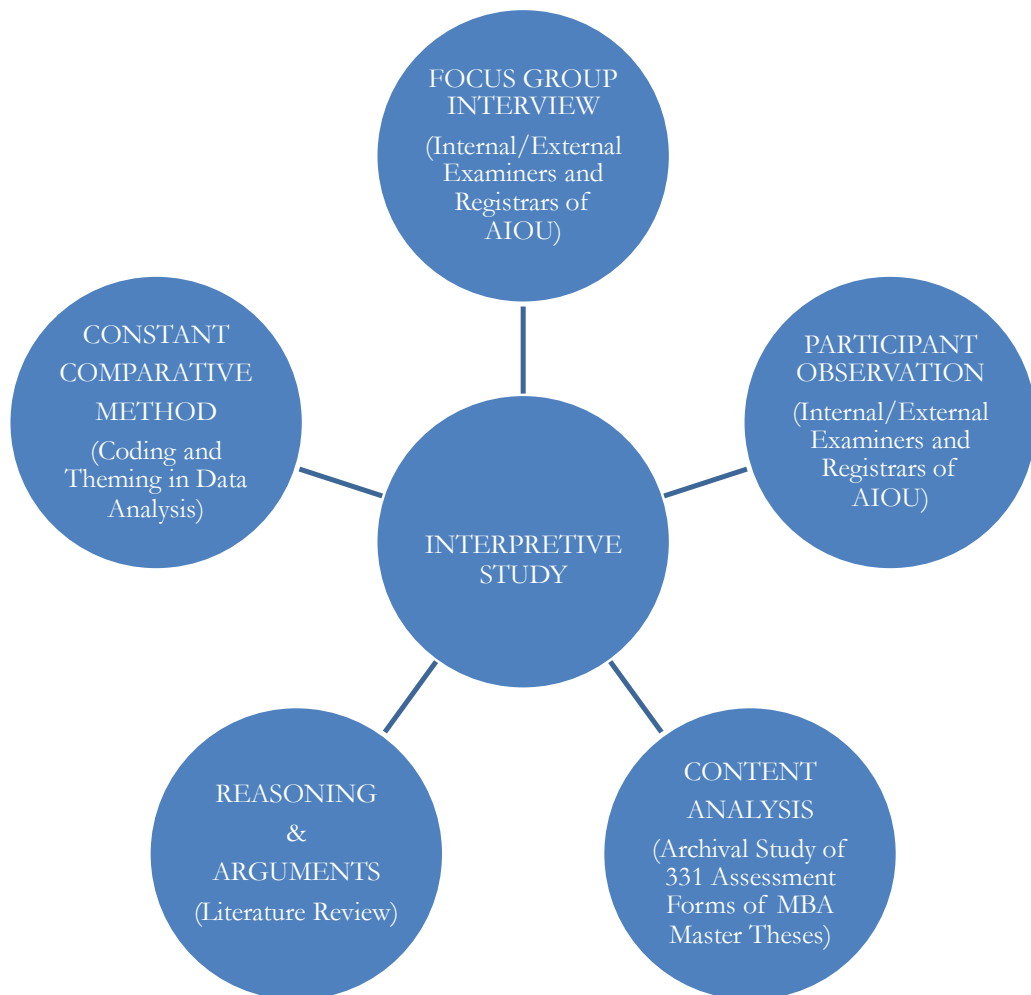 FOCUS GROUP
INTERVIEW
(Internal/External
Examiners and
Registrars of
AIOU)
CONSTANT
COMPARATIVE
METHOD
(Coding and
Theming in Data
Analysis)
PARTICIPANT
OBSERVATION
(Internal/External
Examiners and
Registrars of
AIOU)
INTERPRETIVE
STUDY
REASONING
&
ARGUMENTS
(Literature Review)
CONTENT
ANALYSIS
(Archival Study of
331 Assessment
Forms of MBA
Master Theses)